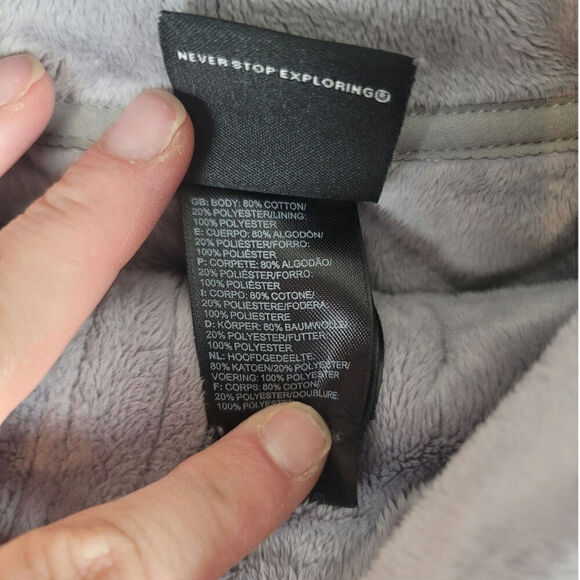 NEVER STOP EXPLORING®
GB: BODY: 80% COTTON/
20% POLYESTER/LINING:
100% POLYESTER
E: CUERPO: 80% ALGODÓN/
20% POLIÉSTER/FORRO:
100% POLIÉSTER
P: CORPETE: 80% ALGODÃO/
20% POLIÉSTER/FORRO:
100% POLIÉSTER
I: CORPO: 80% COTONE/
20% POLIESTERE/FODERA:
100% POLIESTERE
D: KÖRPER: 80% BAUMWOLLE/
20% POLYESTER/FUTTER:
100% POLYESTER
NL: HOOFDGEDEELTE:
80% KATOEN/20% POLYESTER/
VOERING: 100% POLYESTER
F: CORPS: 80% COTON/
20% POLYESTER/DOUBLURE:
100% POLYESTER